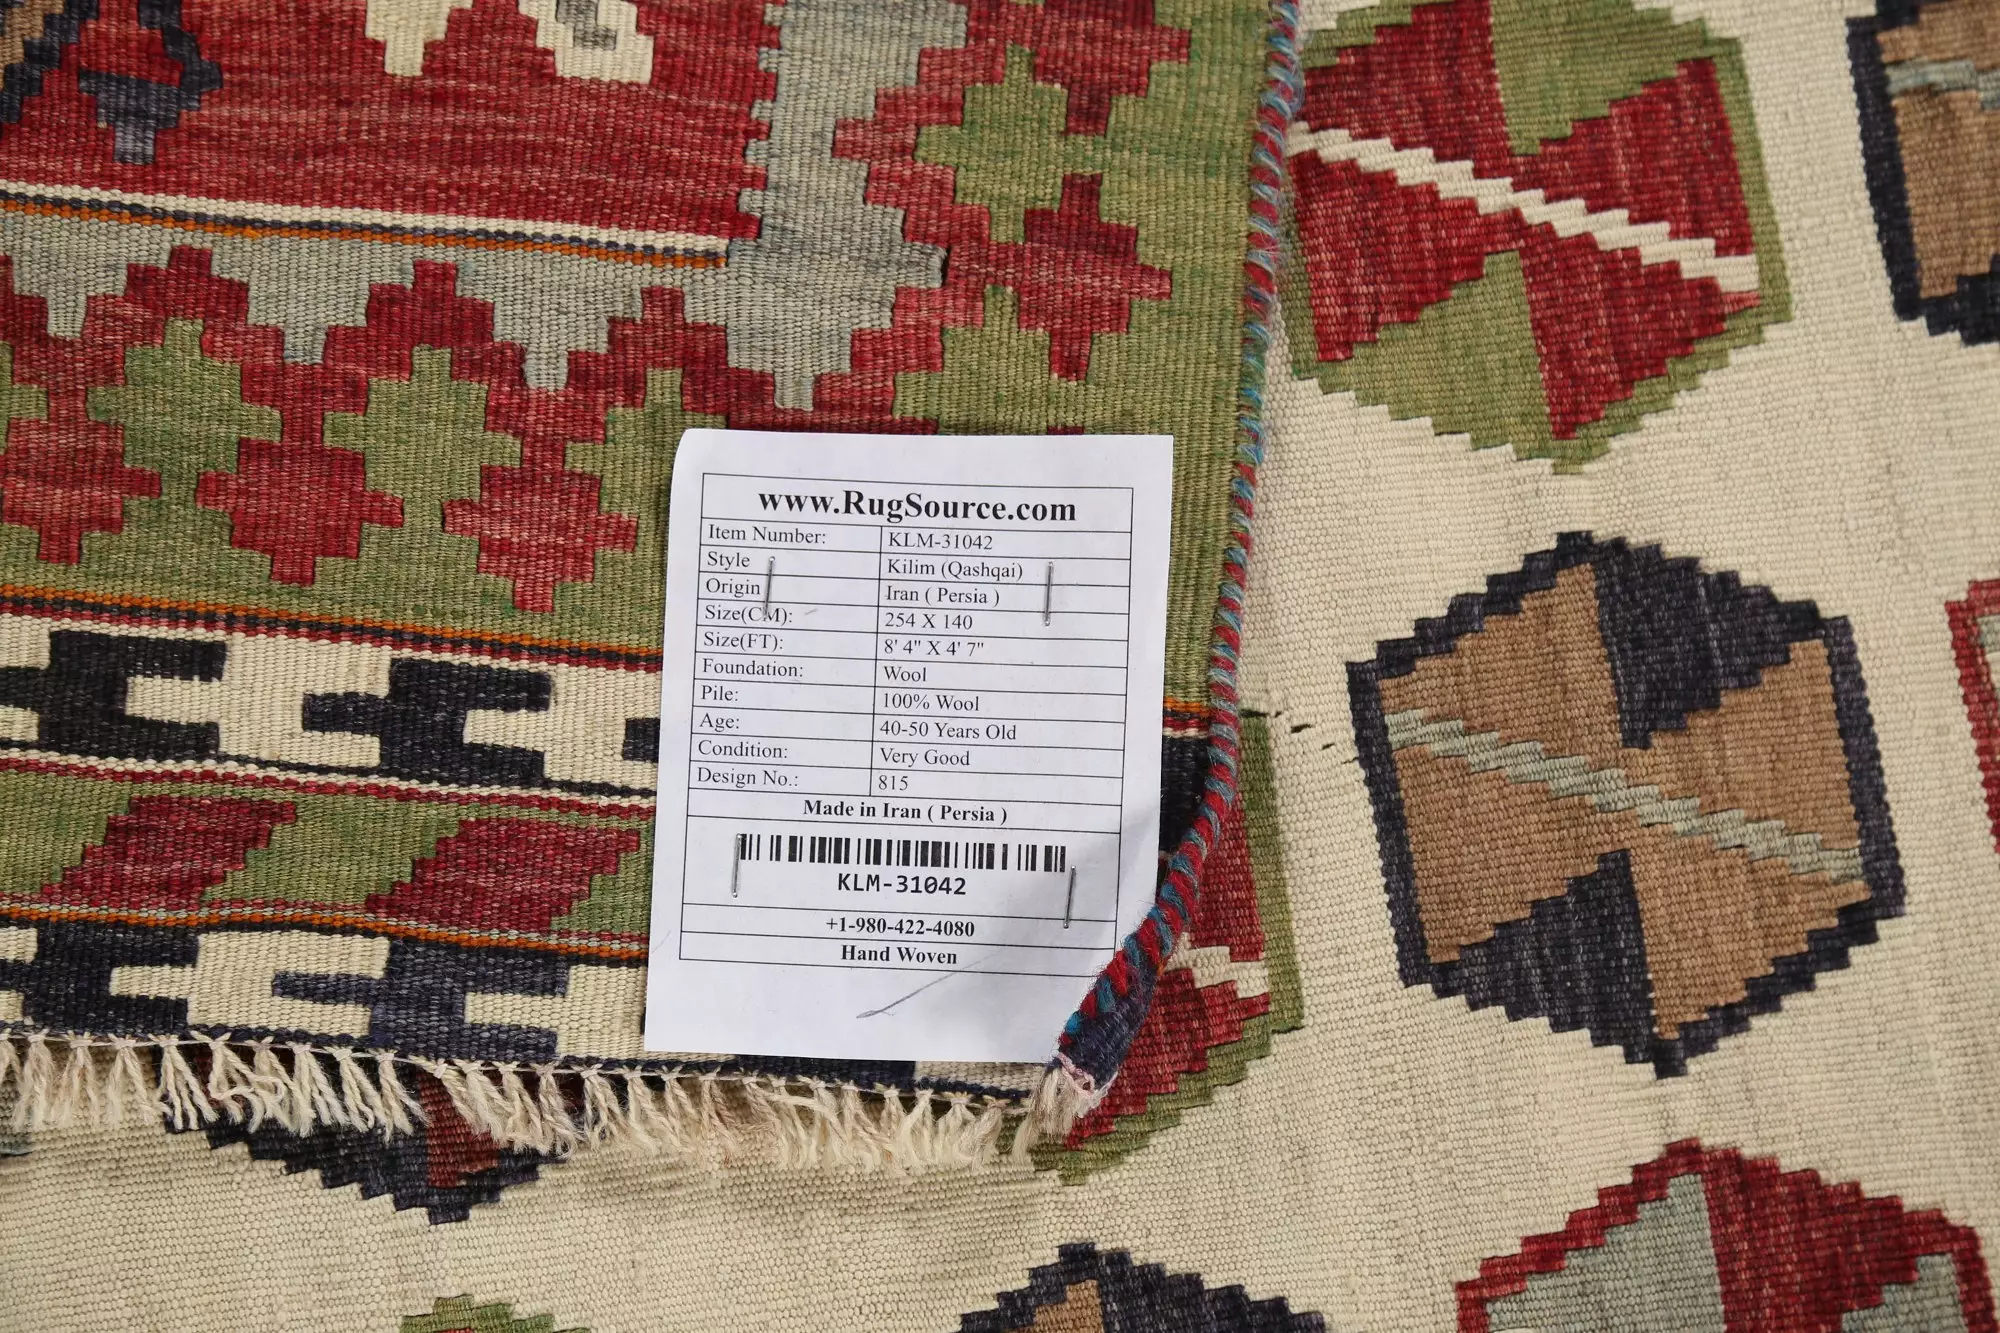 www.RugSource.com
Item Number: KLM-31042
Style Kilim (Qashqai)
Origin Iran ( Persia )
Size(CM): 254 X 140
Size(FT): 8' 4" X 4' 7"
Foundation: Wool
Pile: 100% Wool
Age: 40-50 Years Old
Condition: Very Good
Design No.: 815
Made in Iran ( Persia )
KLM-31042
+1-980-422-4080
Hand Woven